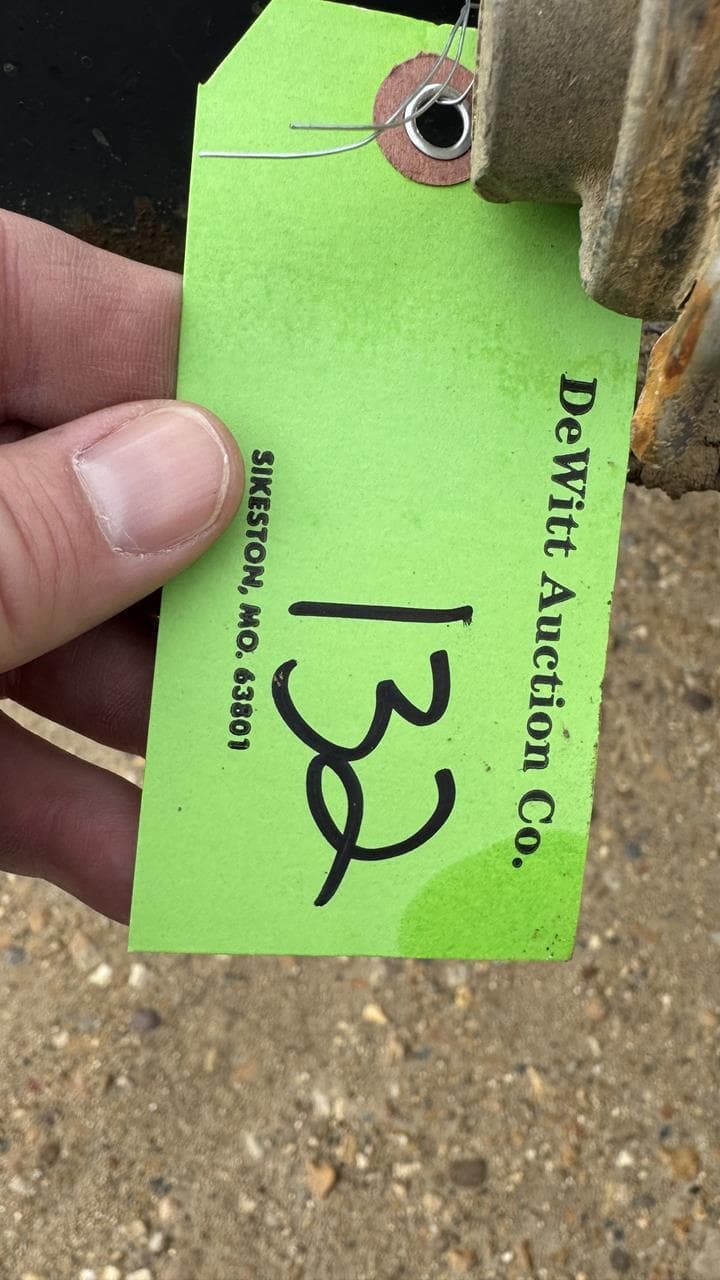 DeWitt Auction Co.
132
SIKESTON, MO. 63801